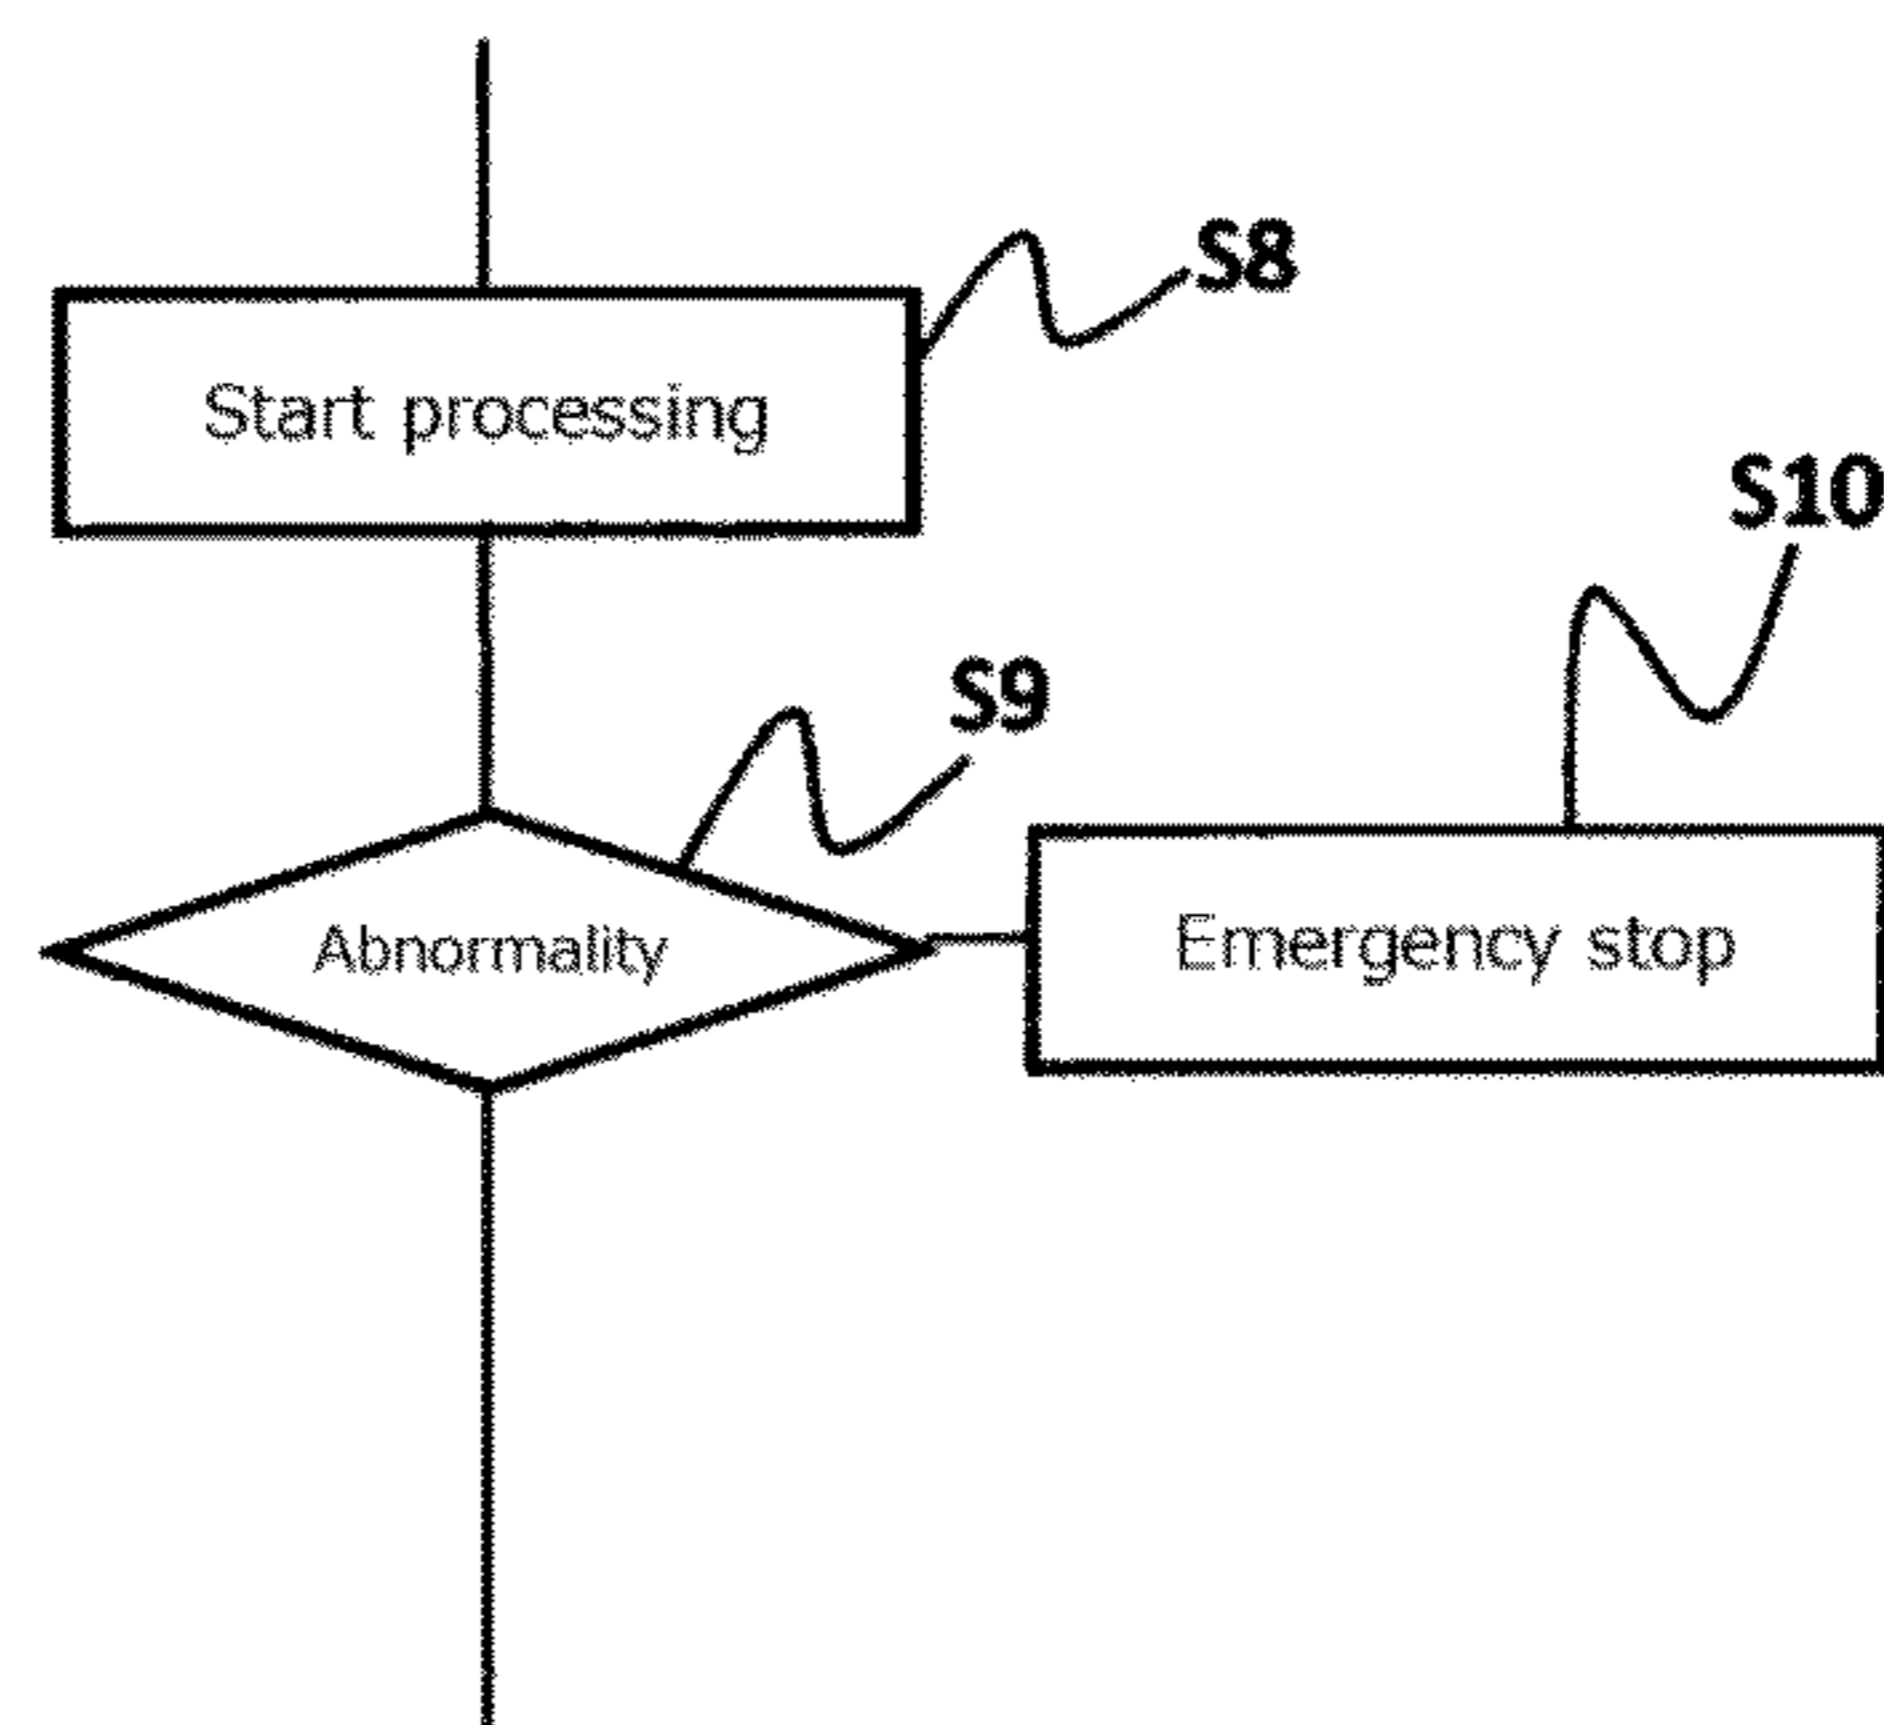 S8
Start processing
S10
S9
Abnormality
Emergency stop